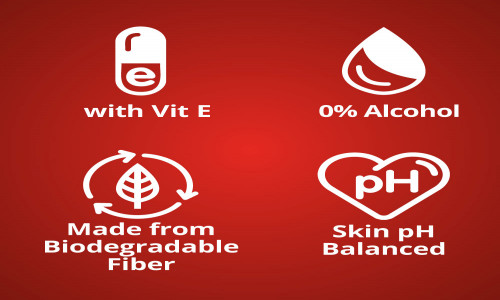 e
with Vit E
0% Alcohol
Made from
Biodegradable
Fiber
pH
Skin pH
Balanced